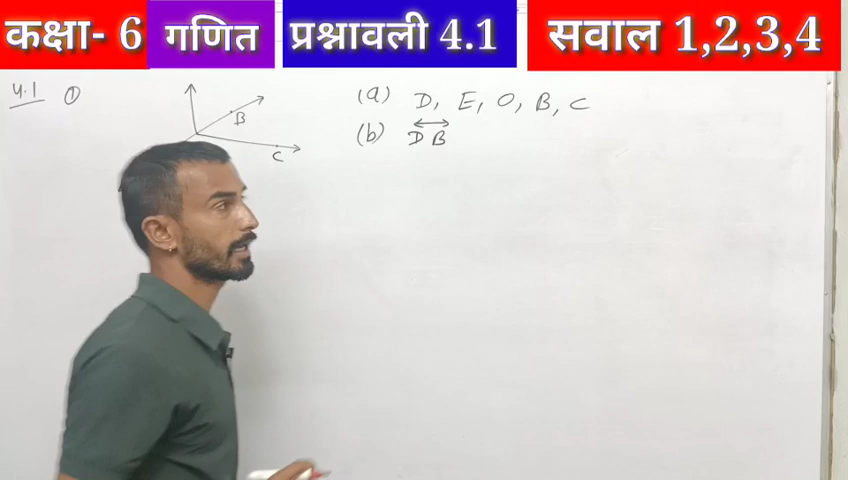 कक्षा- 6 गणित प्रश्नावली 4.1 सवाल 1,2,3,4
4.1 ① (a) D, E, O, B, C
B
(b) DB
C